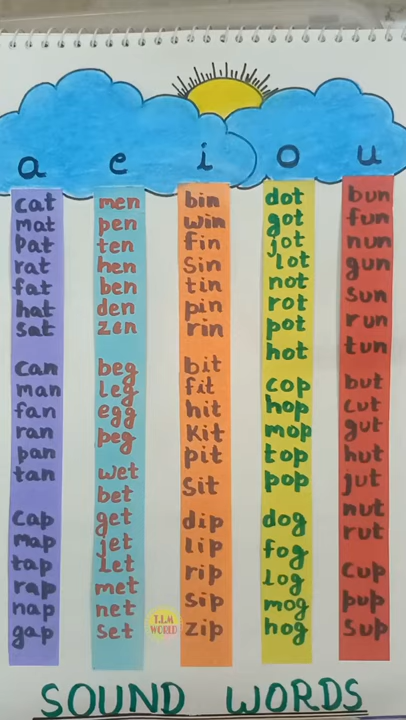 a e i o u
cat
mat
pat
rat
fat
hat
sat
can
man
fan
ran
pan
tan
cap
map
tap
rap
nap
gap
men
pen
ten
hen
ben
den
zen
beg
leg
egg
peg
wet
bet
get
jet
let
met
net
set
bin
win
fin
sin
tin
pin
rin
bit
fit
hit
kit
pit
sit
dip
lip
rip
sip
zip
dot
got
jot
lot
not
rot
pot
hot
cop
hop
mop
top
pop
dog
fog
log
mog
hog
bun
fun
nun
gun
sun
run
tun
but
cut
gut
hut
jut
nut
rut
cup
pup
sup
T.L.M
WORLD
SOUND WORDS